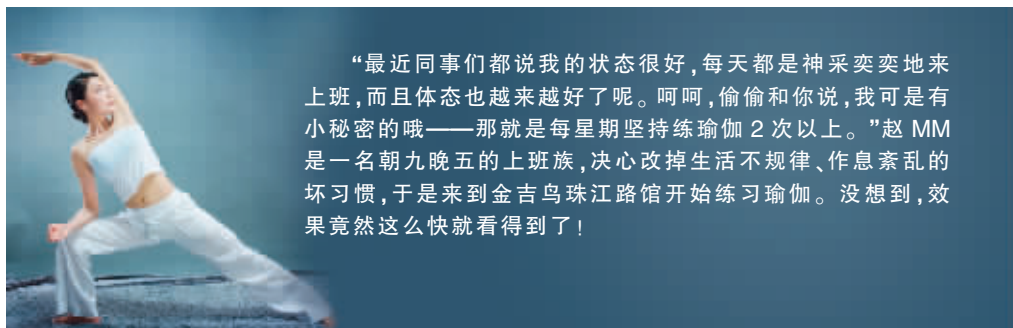 “最近同事们都说我的状态很好,每天都是神采奕奕地来
上班,而且体态也越来越好了呢。呵呵,偷偷和你说,我可是有
小秘密的哦——那就是每星期坚持练瑜伽 2 次以上。”赵 MM
是一名朝九晚五的上班族,决心改掉生活不规律、作息紊乱的
坏习惯,于是来到金吉鸟珠江路馆开始练习瑜伽。没想到,效
果竟然这么快就看得到了!